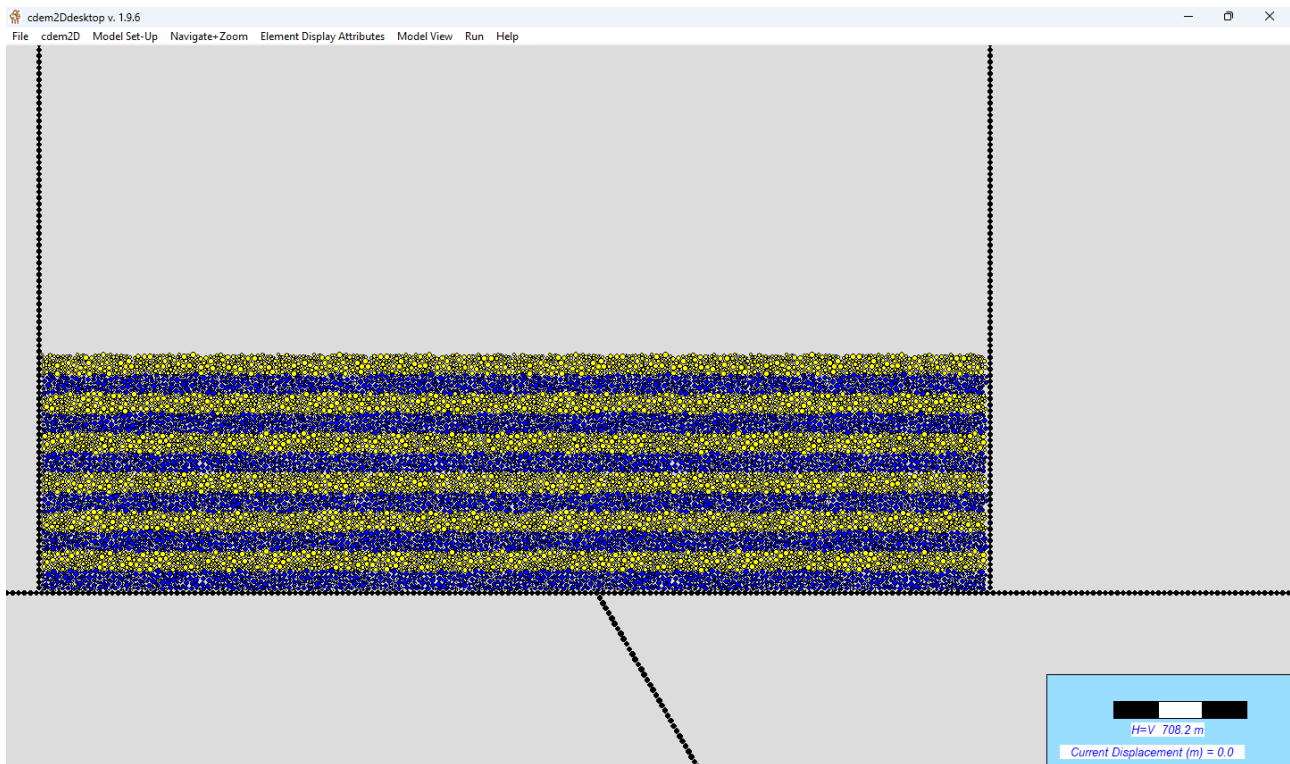 cdem2Ddesktop v. 1.9.6
File cdem2D Model Set-Up Navigate+Zoom Element Display Attributes Model View Run Help
H=V 708.2 m
Current Displacement (m) = 0.0